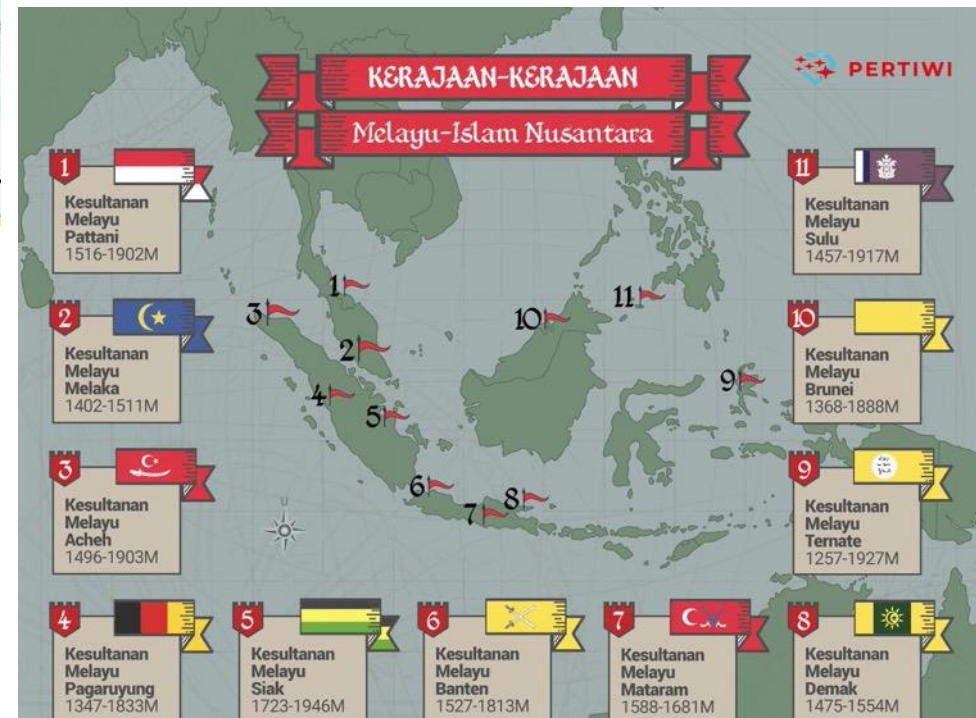 KERAJAAN-KERAJAAN
Melayu-Islam Nusantara
PERTIWI
1
Kesultanan
Melayu
Pattani
1516-1902M
2
Kesultanan
Melayu
Melaka
1402-1511M
3
Kesultanan
Melayu
Acheh
1496-1903M
4
Kesultanan
Melayu
Pagaruyung
1347-1833M
5
Kesultanan
Melayu
Siak
1723-1946M
6
Kesultanan
Melayu
Banten
1527-1813M
7
Kesultanan
Melayu
Mataram
1588-1681M
8
Kesultanan
Melayu
Demak
1475-1554M
9
Kesultanan
Melayu
Ternate
1257-1927M
10
Kesultanan
Melayu
Brunei
1368-1888M
11
Kesultanan
Melayu
Sulu
1457-1917M
1
2
3
4
5
6
7
8
9
10
11
U